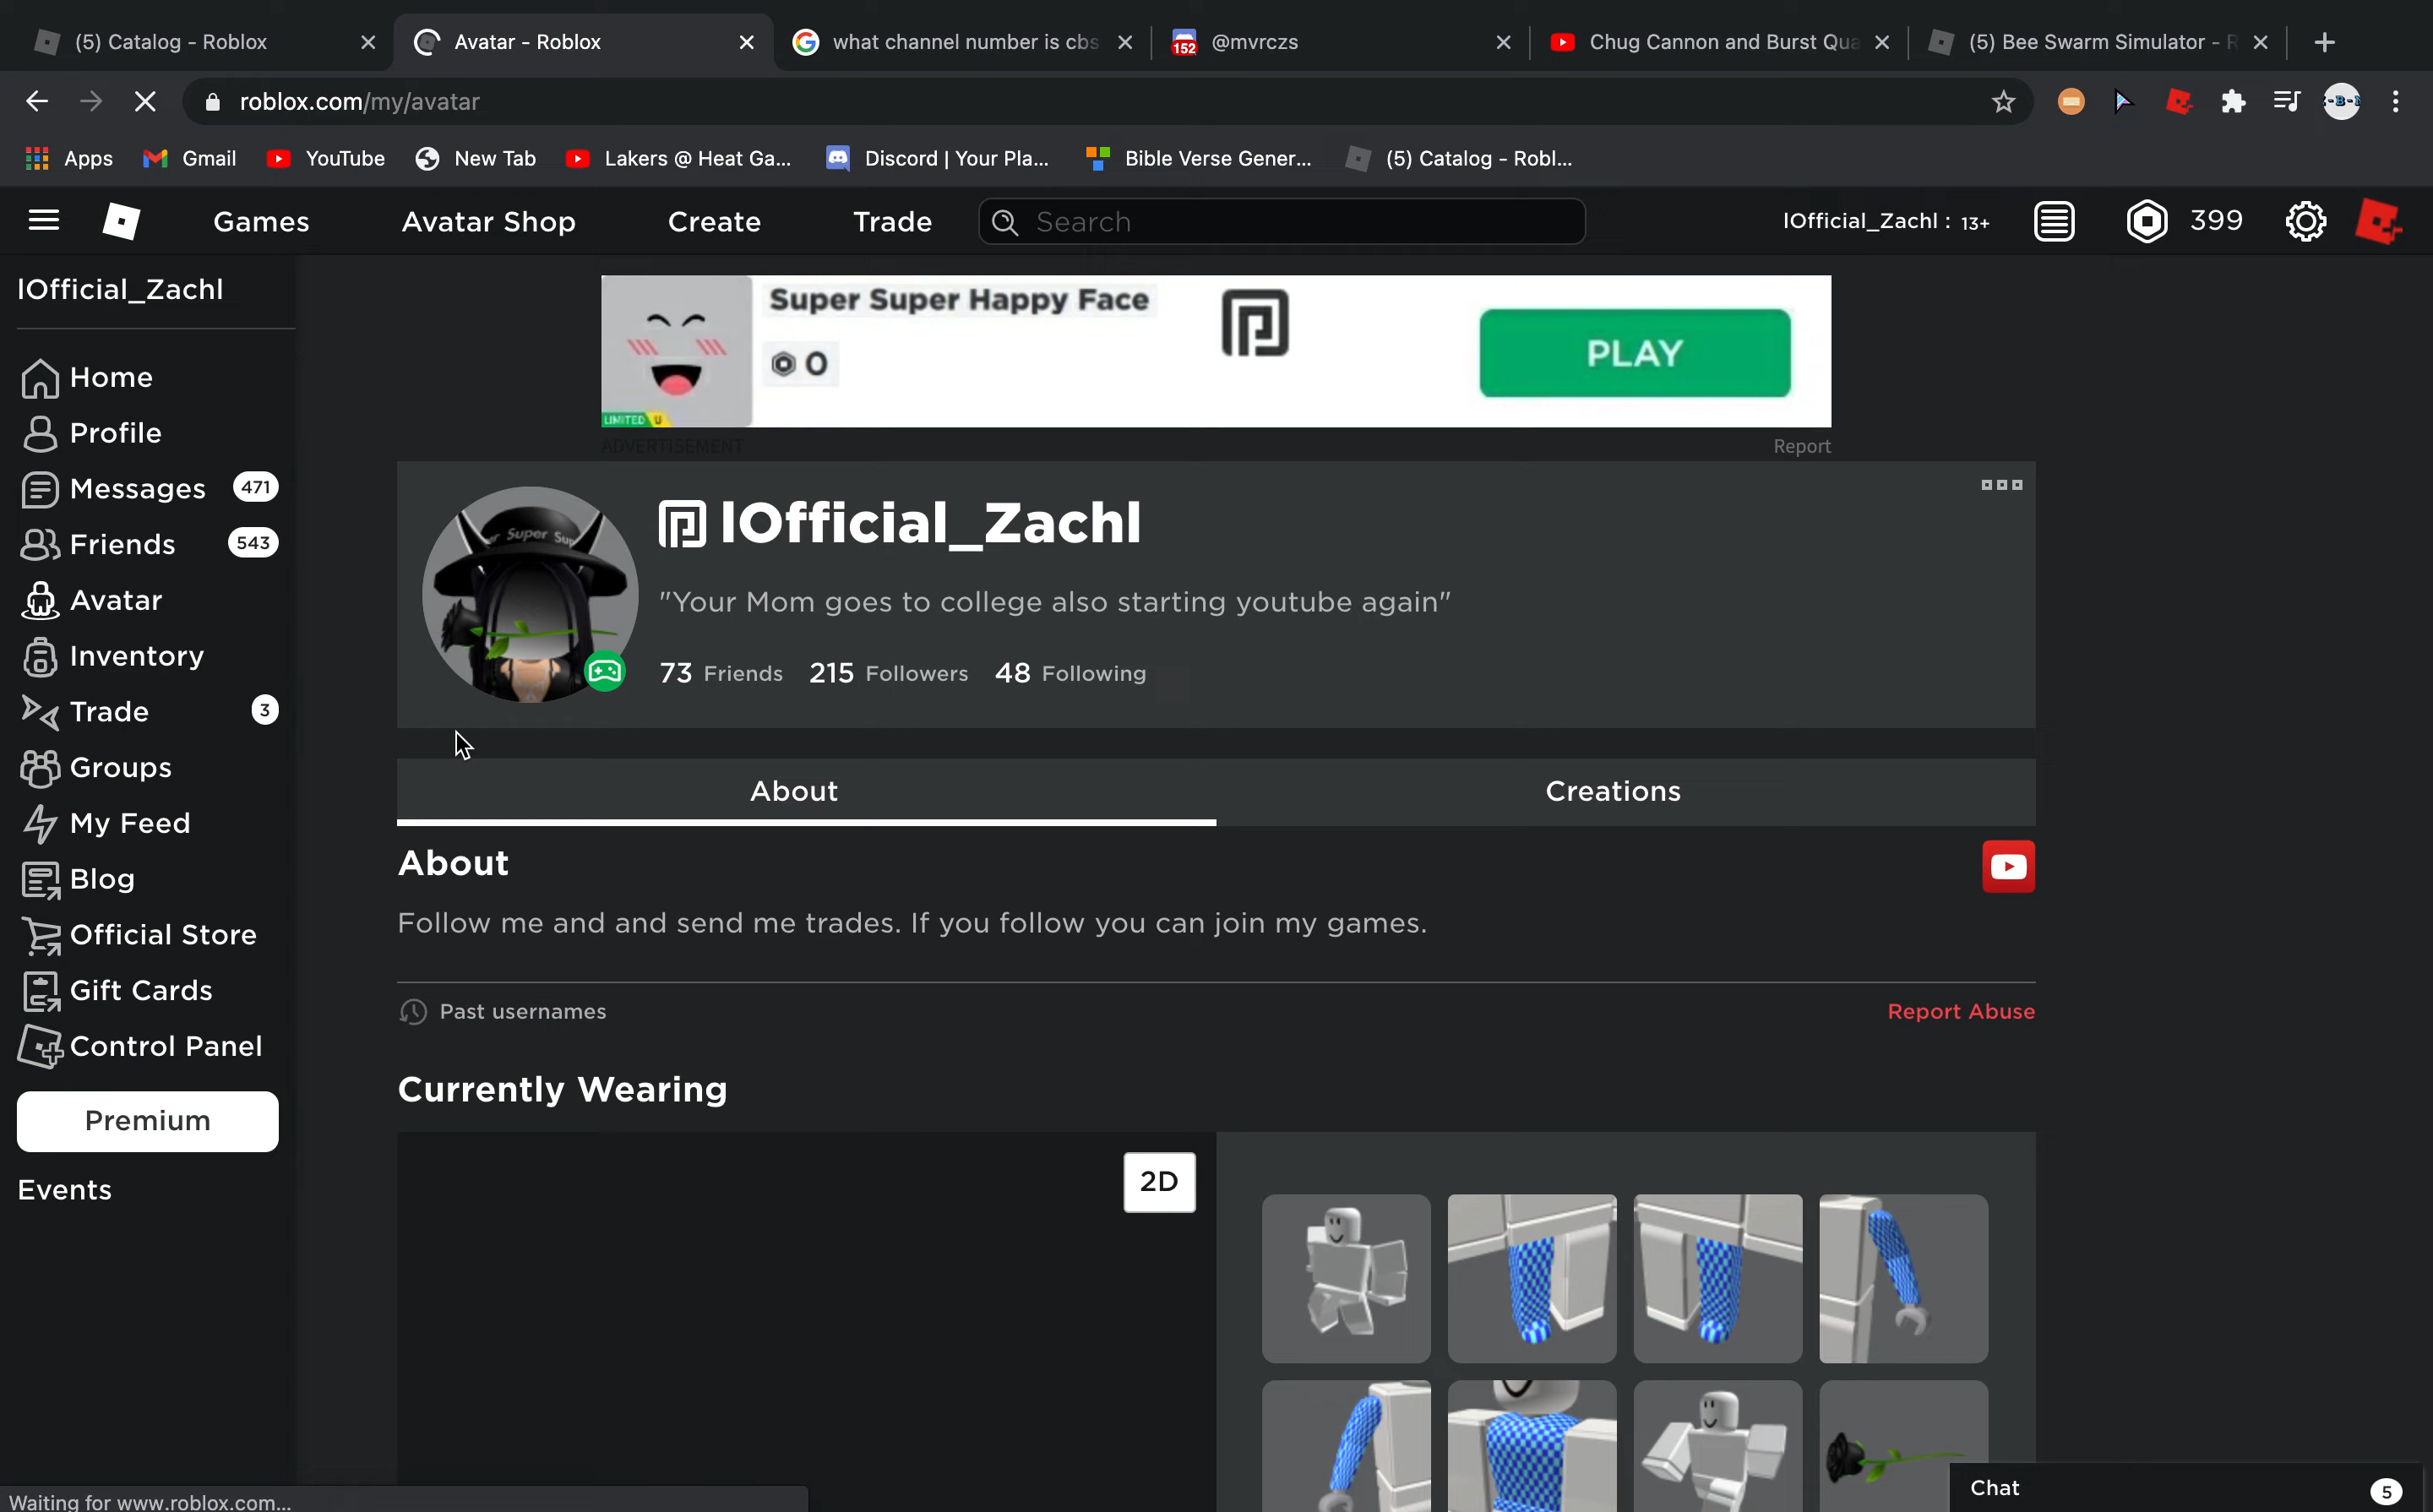 (5) Catalog - Roblox
Avatar - Roblox
what channel number is cbs
152
@mvrczs
Chug Cannon and Burst Qua
(5) Bee Swarm Simulator - R
roblox.com/my/avatar
-B-
Apps
Gmail
YouTube
New Tab
Lakers @ Heat Ga...
Discord | Your Pla...
Bible Verse Gener...
(5) Catalog - Robl...
Games
Avatar Shop
Create
Trade
Search
lOfficial_Zachl : 13+
399
lOfficial_Zachl
Home
Profile
Messages 471
Friends 543
Avatar
Inventory
Trade 3
Groups
My Feed
Blog
Official Store
Gift Cards
Control Panel
Premium
Events
Super Super Happy Face
0
LIMITED U
PLAY
ADVERTISEMENT
Report
Super Sup
lOfficial_Zachl
"Your Mom goes to college also starting youtube again"
73 Friends 215 Followers 48 Following
About
Creations
About
Follow me and and send me trades. If you follow you can join my games.
Past usernames
Report Abuse
Currently Wearing
2D
Chat
5
Waiting for www.roblox.com...